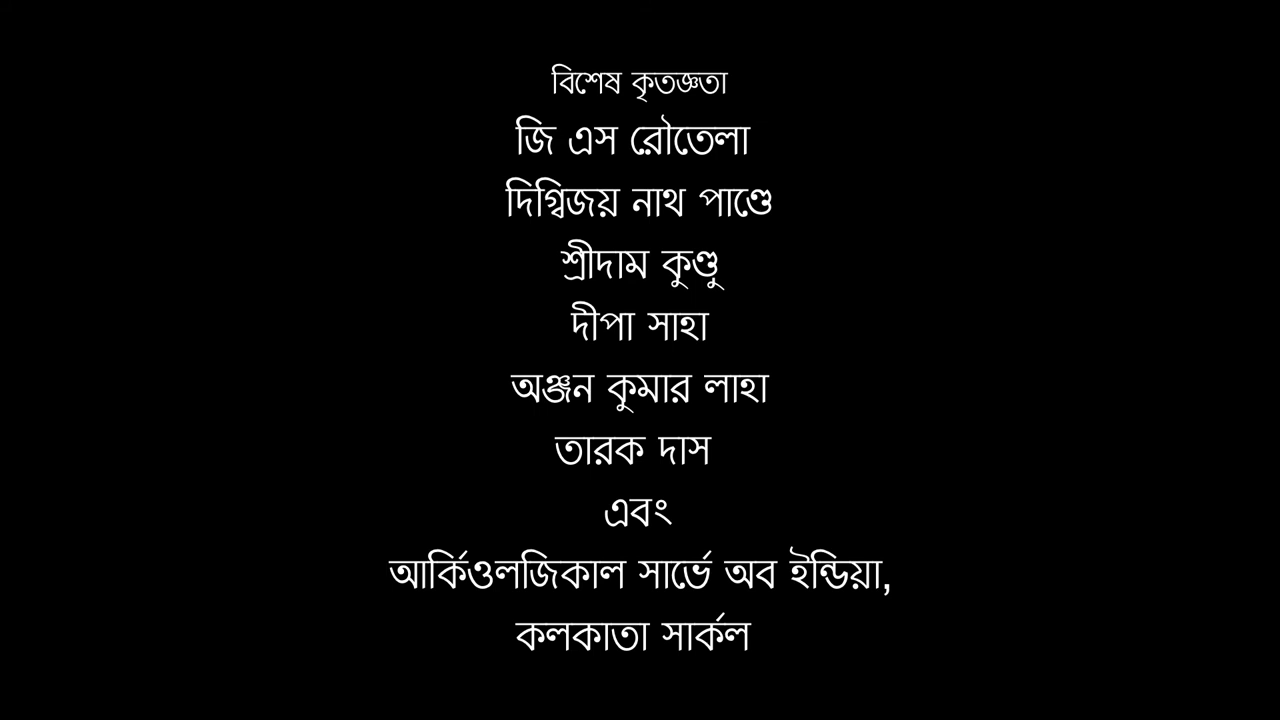 বিশেষ কৃতজ্ঞতা
জি এস রৌতেলা
দিগ্বিজয় নাথ পাণ্ডে
শ্রীদাম কুণ্ডু
দীপা সাহা
অঞ্জন কুমার লাহা
তারক দাস
এবং
আর্কিওলজিকাল সার্ভে অব ইন্ডিয়া,
কলকাতা সার্কল